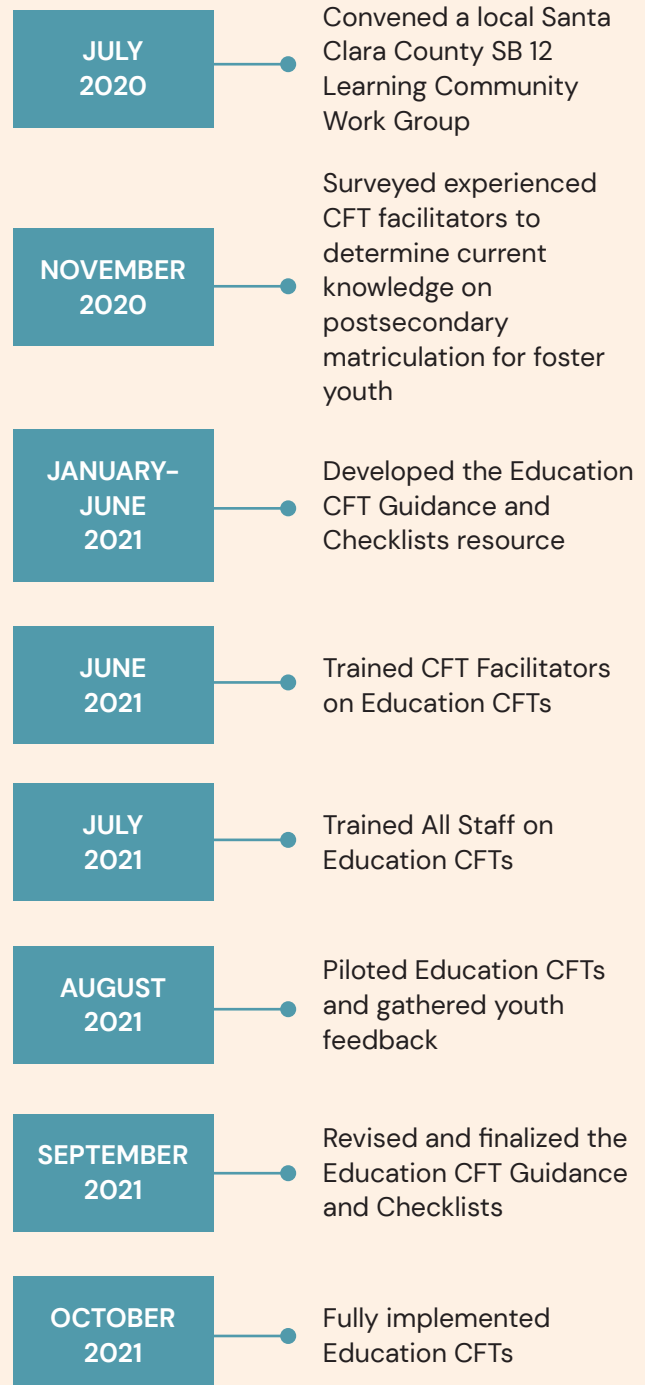 JULY
2020
Convened a local Santa
Clara County SB 12
Learning Community
Work Group
NOVEMBER
2020
Surveyed experienced
CFT facilitators to
determine current
knowledge on
postsecondary
matriculation for foster
youth
JANUARY–
JUNE
2021
Developed the Education
CFT Guidance and
Checklists resource
JUNE
2021
Trained CFT Facilitators
on Education CFTs
JULY
2021
Trained All Staff on
Education CFTs
AUGUST
2021
Piloted Education CFTs
and gathered youth
feedback
SEPTEMBER
2021
Revised and finalized the
Education CFT Guidance
and Checklists
OCTOBER
2021
Fully implemented
Education CFTs